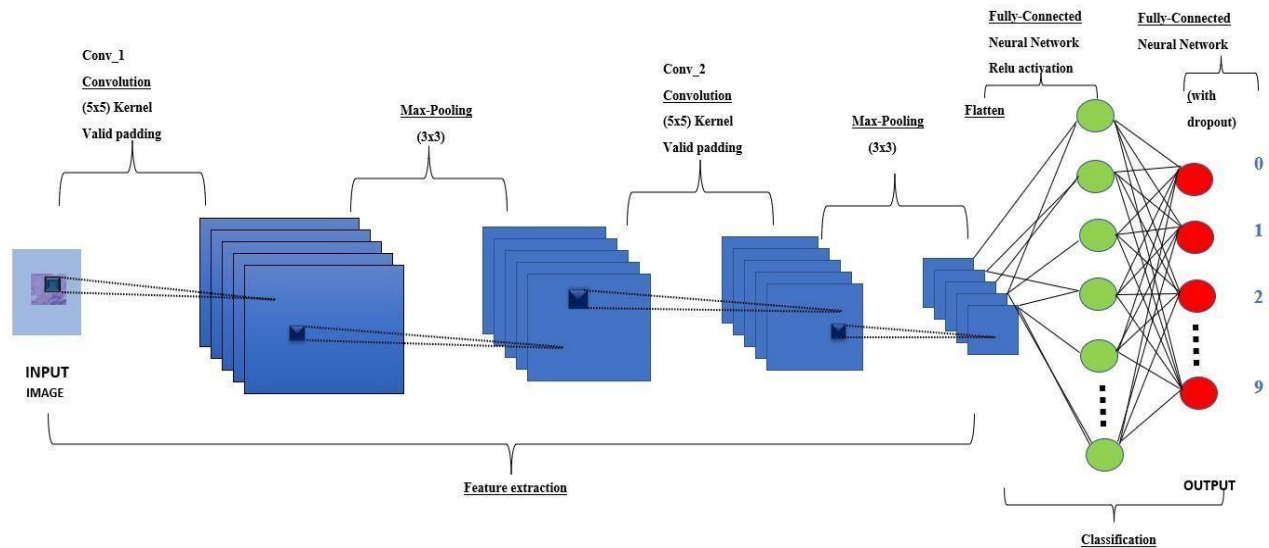 Conv_1
Convolution
(5x5) Kernel
Valid padding
Max-Pooling
(3x3)
Conv_2
Convolution
(5x5) Kernel
Valid padding
Max-Pooling
(3x3)
Flatten
Fully-Connected
Neural Network
Relu activation
Fully-Connected
Neural Network
(with
dropout)
0
1
2
9
INPUT
IMAGE
OUTPUT
Feature extraction
Classification